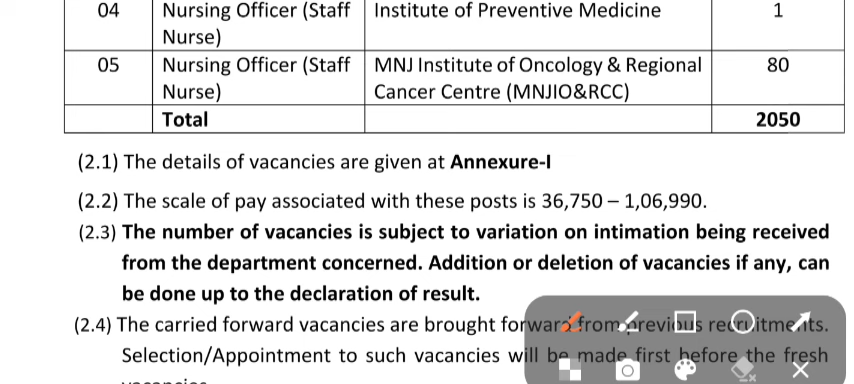 04 Nursing Officer (Staff Institute of Preventive Medicine 1
Nurse)
05 Nursing Officer (Staff MNJ Institute of Oncology & Regional 80
Nurse) Cancer Centre (MNJIO&RCC)
Total 2050
(2.1) The details of vacancies are given at Annexure-I
(2.2) The scale of pay associated with these posts is 36,750 – 1,06,990.
(2.3) The number of vacancies is subject to variation on intimation being received
from the department concerned. Addition or deletion of vacancies if any, can
be done up to the declaration of result.
(2.4) The carried forward vacancies are brought forward from previous recruitments.
Selection/Appointment to such vacancies will be made first before the fresh